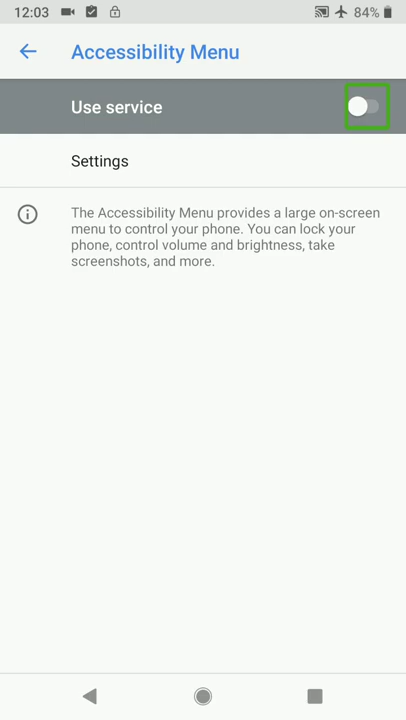 12:03 84%
Accessibility Menu
Use service
Settings
The Accessibility Menu provides a large on-screen
menu to control your phone. You can lock your
phone, control volume and brightness, take
screenshots, and more.